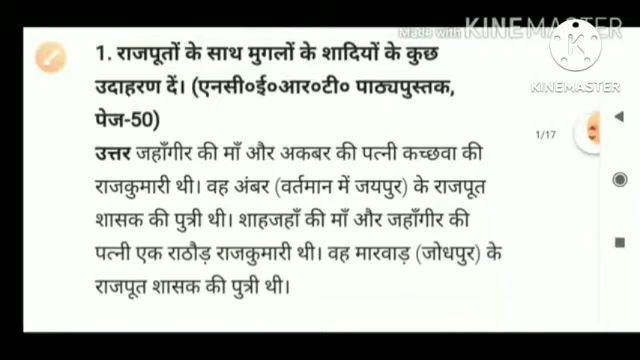 Made with KINEMASTER
KINEMASTER
1. राजपूतों के साथ मुगलों के शादियों के कुछ
उदाहरण दें। (एनसी०ई०आर०टी० पाठ्यपुस्तक,
पेज-50)
1/17
उत्तर जहाँगीर की माँ और अकबर की पत्नी कच्छवा की
राजकुमारी थी। वह अंबर (वर्तमान में जयपुर) के राजपूत
शासक की पुत्री थी। शाहजहाँ की माँ और जहाँगीर की
पत्नी एक राठौड़ राजकुमारी थी। वह मारवाड़ (जोधपुर) के
राजपूत शासक की पुत्री थी।